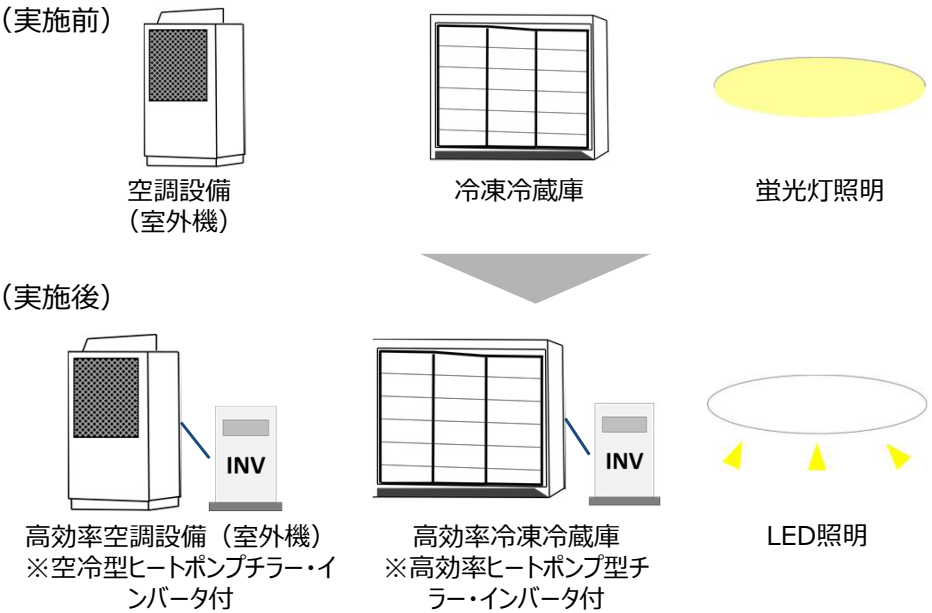 （実施前）
空調設備
（室外機）
冷凍冷蔵庫
蛍光灯照明
（実施後）
INV
INV
高効率空調設備（室外機）
※空冷型ヒートポンプチラー・イ
ンバータ付
高効率冷凍冷蔵庫
※高効率ヒートポンプ型チ
ラー・インバータ付
LED照明